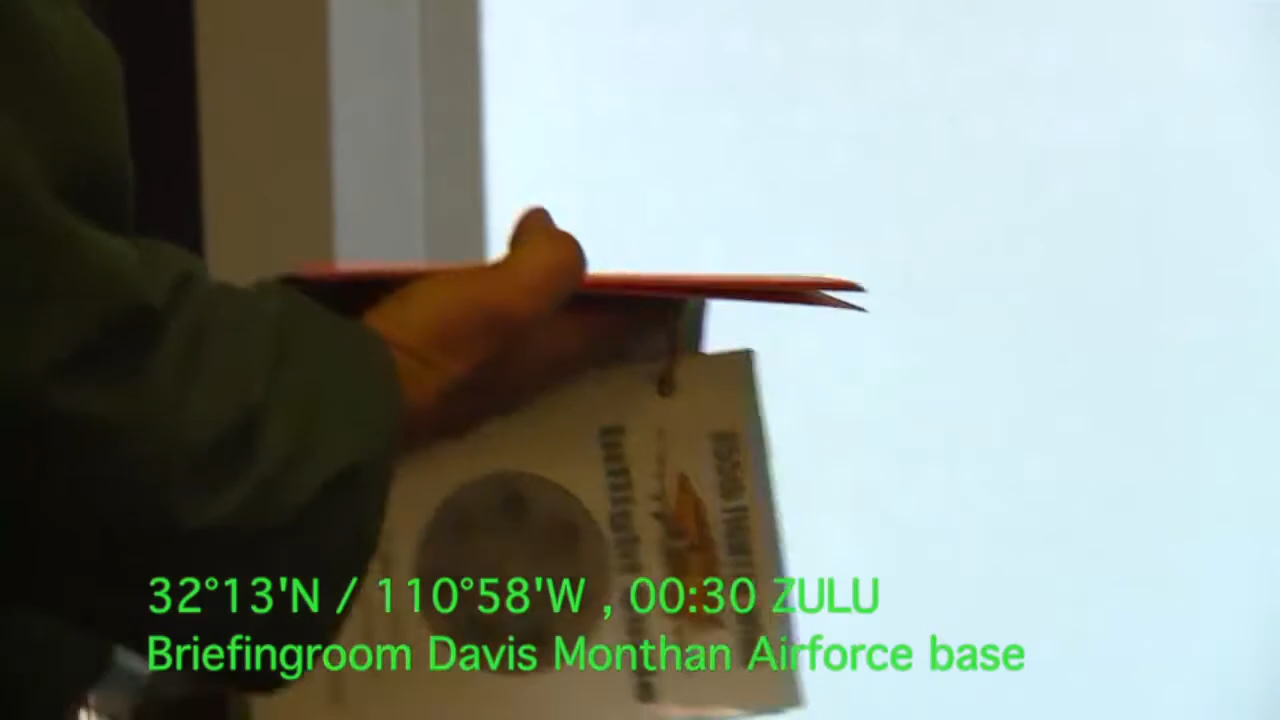 32°13'N / 110°58'W , 00:30 ZULU
Briefingroom Davis Monthan Airforce base